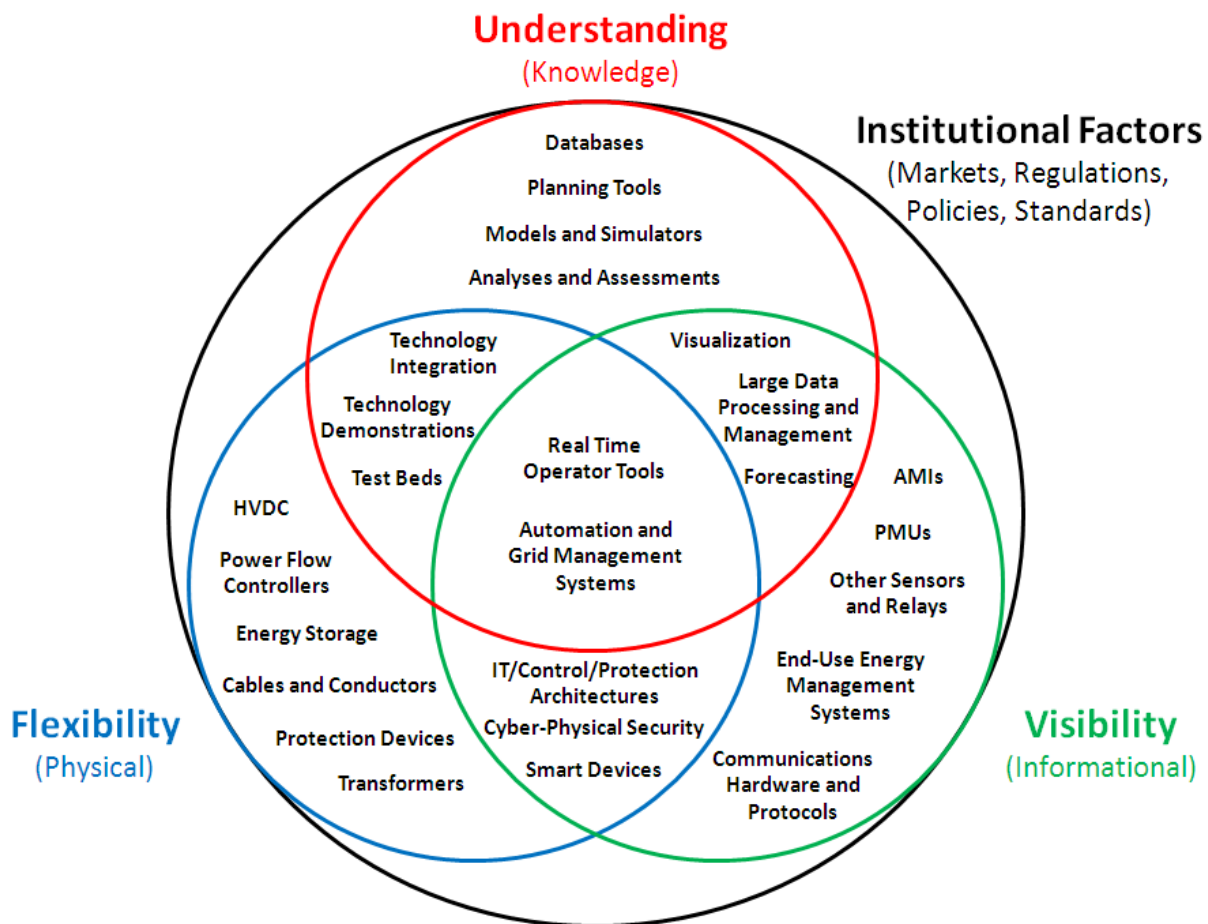 Understanding
(Knowledge)
Institutional Factors
(Markets, Regulations,
Policies, Standards)
Databases
Planning Tools
Models and Simulators
Analyses and Assessments
Technology
Integration
Visualization
Technology
Demonstrations
Large Data
Processing and
Management
Test Beds
Real Time
Operator Tools
Forecasting
AMIs
HVDC
Automation and
Grid Management
Systems
PMUs
Power Flow
Controllers
Other Sensors
and Relays
Energy Storage
Cables and Conductors
IT/Control/Protection
Architectures
End-Use Energy
Management
Systems
Flexibility
(Physical)
Protection Devices
Cyber-Physical Security
Visibility
(Informational)
Transformers
Smart Devices
Communications
Hardware and
Protocols